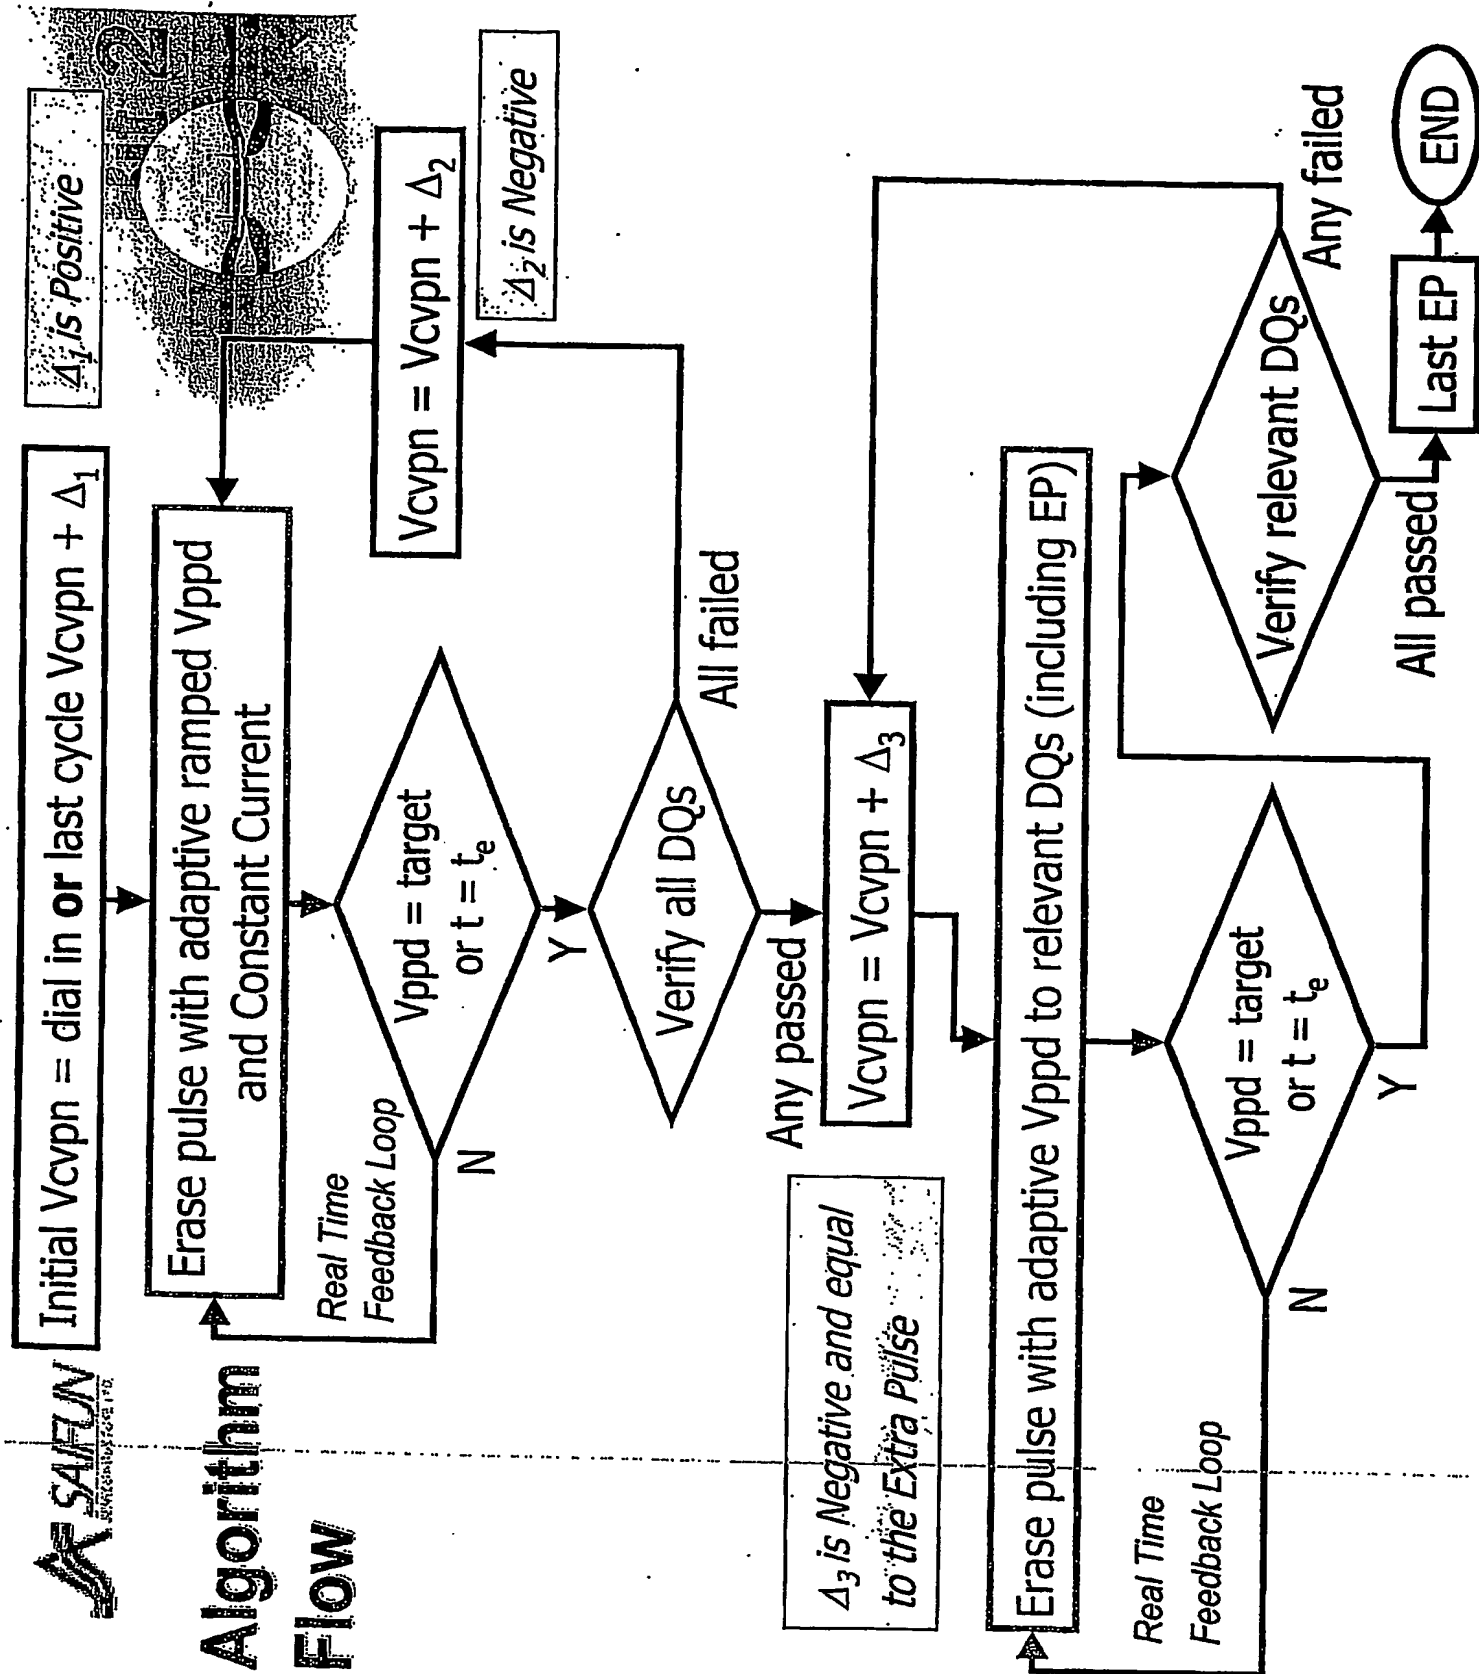 SAIFUN
Algorithm
Flow
Initial Vcvpn = dial in or last cycle Vcvpn + Δ₁
Δ₁ is Positive
Erase pulse with adaptive ramped Vppd
and Constant Current
Real Time
Feedback Loop
Vppd = target
or t = tₑ
N
Y
Verify all DQs
All failed
Vcvpn = Vcvpn + Δ₂
Δ₂ is Negative
Any passed
Vcvpn = Vcvpn + Δ₃
Δ₃ is Negative and equal
to the Extra Pulse
Erase pulse with adaptive Vppd to relevant DQs (including EP)
Real Time
Feedback Loop
Vppd = target
or t = tₑ
N
Y
Verify relevant DQs
Any failed
All passed
Last EP
END